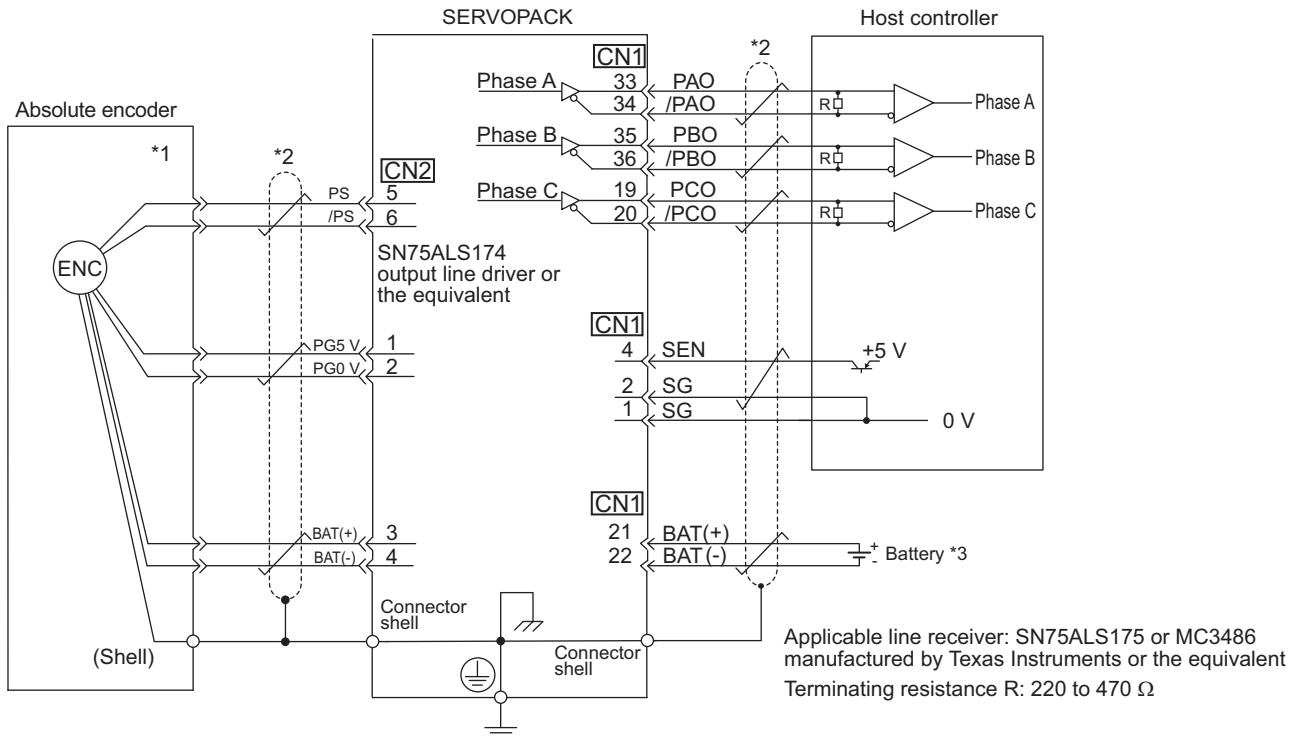 SERVOPACK
Host controller
Absolute encoder
*1
*2
CN2
PS 5
/PS 6
ENC
SN75ALS174
output line driver or
the equivalent
PG5 V 1
PG0 V 2
BAT(+) 3
BAT(-) 4
(Shell)
Connector
shell
CN1
*2
Phase A 33 PAO
34 /PAO R Phase A
Phase B 35 PBO
36 /PBO R Phase B
Phase C 19 PCO
20 /PCO R Phase C
CN1
4 SEN +5 V
2 SG
1 SG 0 V
CN1
21 BAT(+)
22 BAT(-)
+
- Battery *3
Connector
shell
Applicable line receiver: SN75ALS175 or MC3486
manufactured by Texas Instruments or the equivalent
Terminating resistance R: 220 to 470 Ω